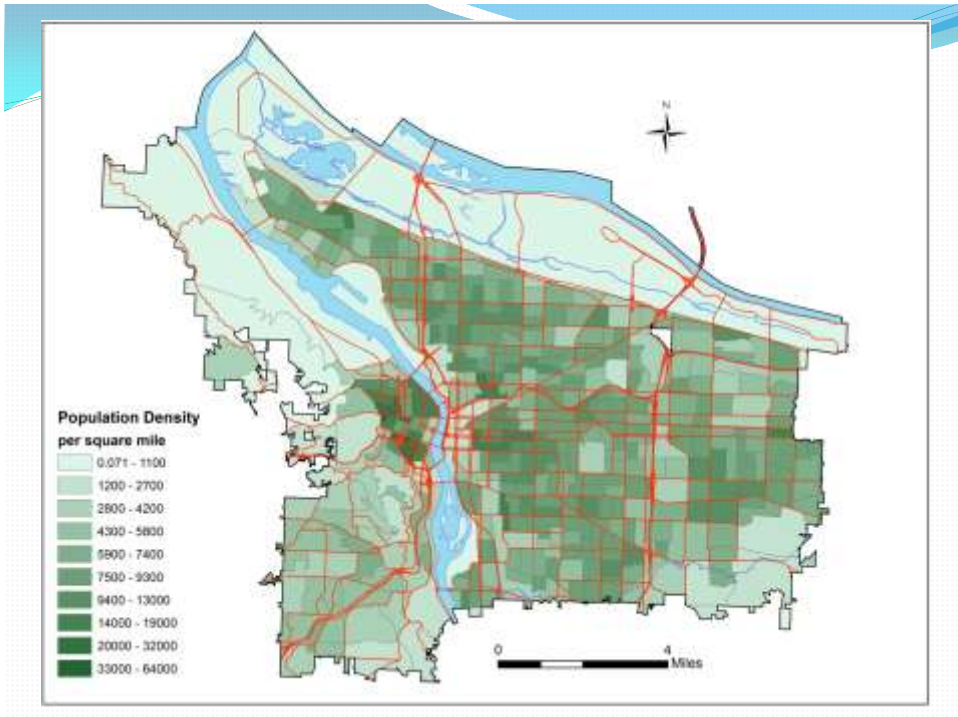 N
Population Density
per square mile
0.071 - 1100
1200 - 2700
2800 - 4200
4300 - 5800
5900 - 7400
7500 - 9300
9400 - 13000
14000 - 19000
20000 - 32000
33000 - 64000
0 4
Miles